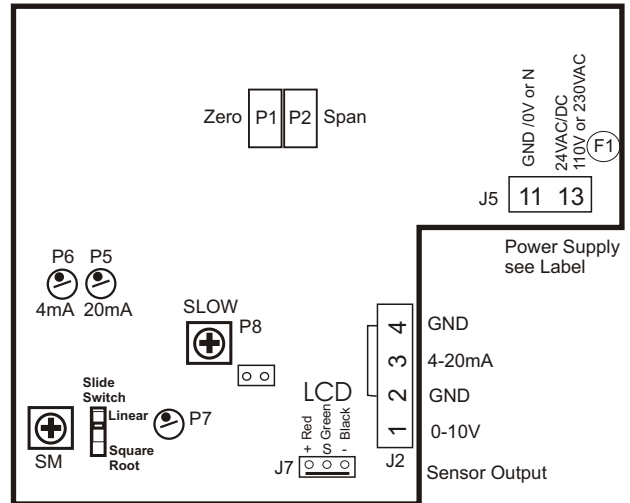 Zero P1 P2 Span
GND /0V or N
24VAC/DC
110V or 230VAC
F1
J5 11 13
Power Supply
see Label
P6 P5
4mA 20mA
SLOW
P8
4 GND
3 4-20mA
2 GND
1 0-10V
J2
Sensor Output
LCD
+ Red
S Green
- Black
J7
Slide
Switch
Linear
Square
Root
P7
SM